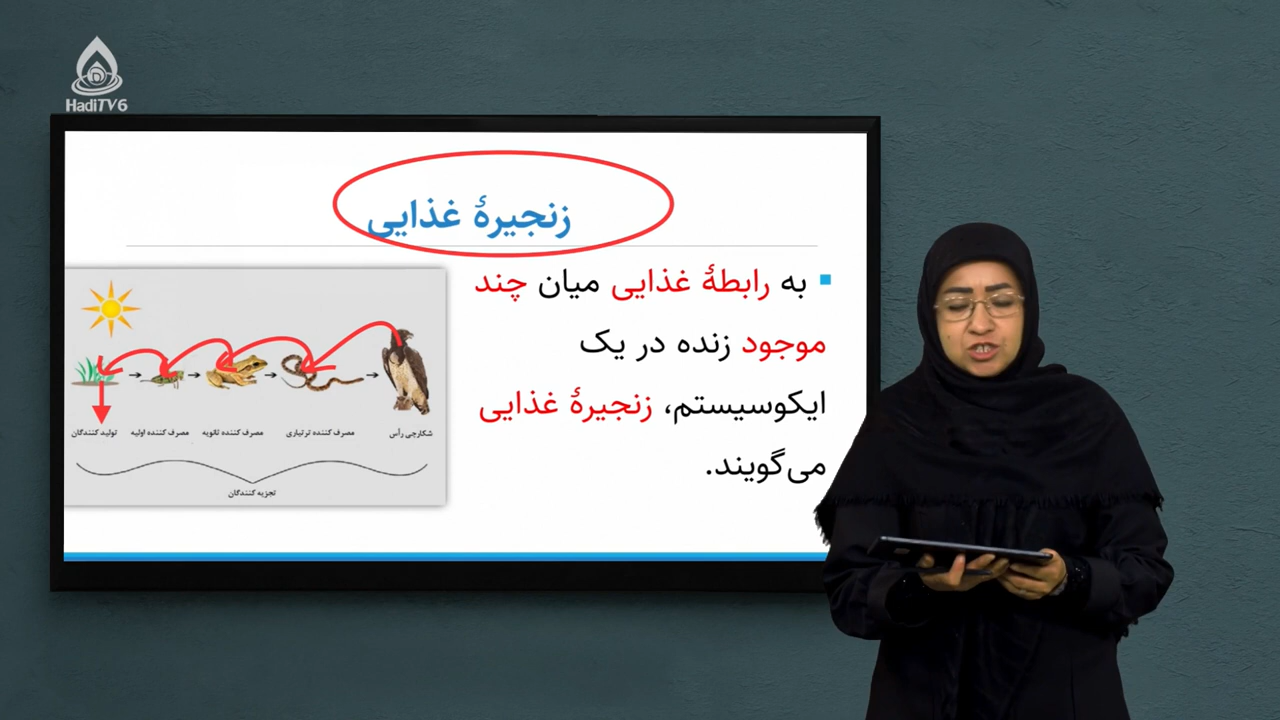 HadiTV6
زنجیرهٔ غذایی
به رابطهٔ غذایی میان چند
موجود زنده در یک
ایکوسیستم، زنجیرهٔ غذایی
می‌گویند.
شکارچی رأس
مصرف کننده ترتیاری
مصرف کننده ثانویه
مصرف کننده اولیه
تولید کنندگان
تجزیه کنندگان